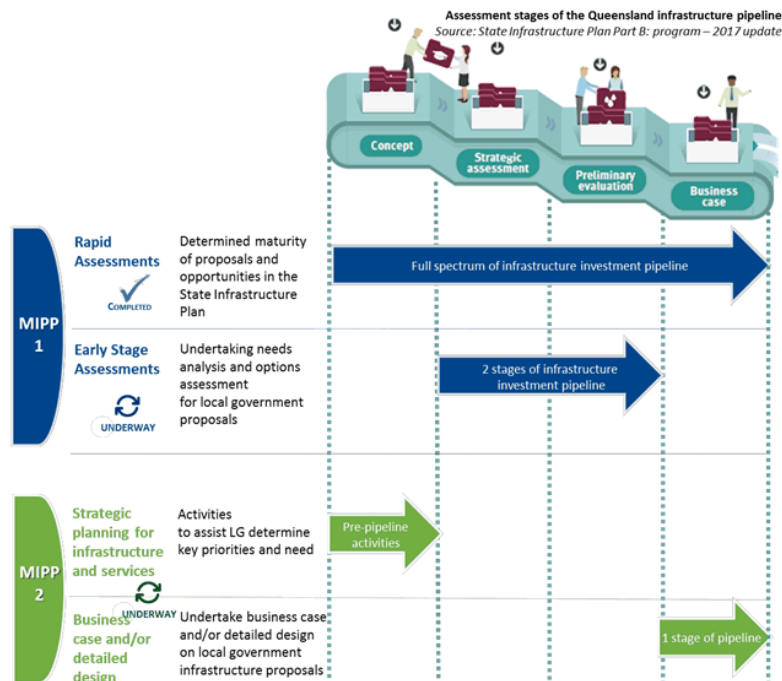 Assessment stages of the Queensland infrastructure pipeline
Source: State Infrastructure Plan Part B: program – 2017 update
Concept
Strategic
assessment
Preliminary
evaluation
Business
case
MIPP
1
Rapid
Assessments
COMPLETED
Determined maturity
of proposals and
opportunities in the
State Infrastructure
Plan
Full spectrum of infrastructure investment pipeline
Early Stage
Assessments
UNDERWAY
Undertaking needs
analysis and options
assessment
for local government
proposals
2 stages of infrastructure
investment pipeline
MIPP
2
Strategic
planning for
infrastructure
and services
Activities
to assist LG determine
key priorities and need
Pre-pipeline
activities
UNDERWAY
Business
case and/or
detailed
design
Undertake business case
and/or detailed design
on local government
infrastructure proposals
1 stage of pipeline